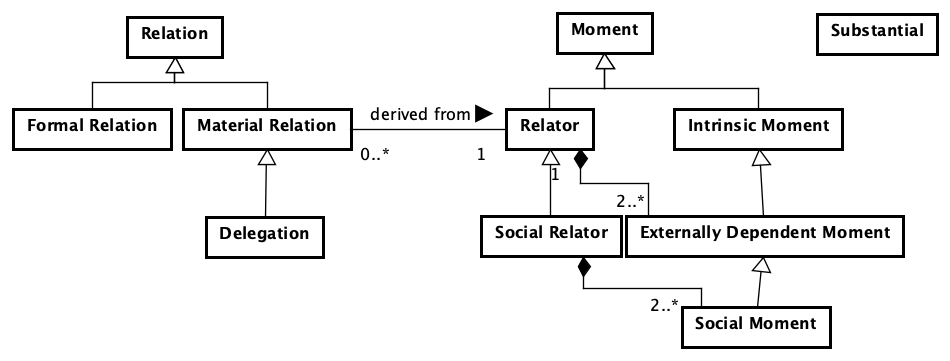 Relation
Moment
Substantial
Formal Relation
Material Relation
derived from
Relator
Intrinsic Moment
0..*
1
1
2..*
Delegation
Social Relator
Externally Dependent Moment
2..*
Social Moment